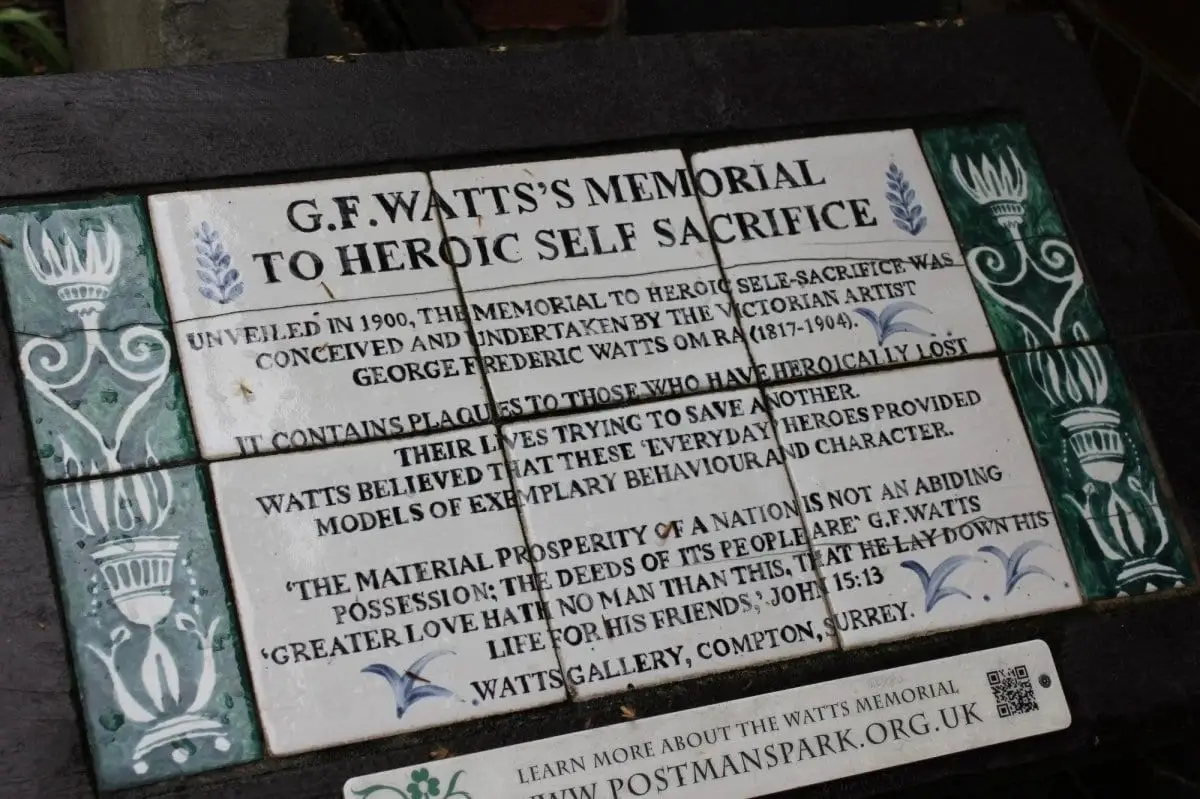 G.F.WATTS'S MEMORIAL
TO HEROIC SELF SACRIFICE
UNVEILED IN 1900, THE MEMORIAL TO HEROIC SELF-SACRIFICE WAS
CONCEIVED AND UNDERTAKEN BY THE VICTORIAN ARTIST
GEORGE FREDERIC WATTS OM RA (1817-1904).
IT CONTAINS PLAQUES TO THOSE WHO HAVE HEROICALLY LOST
THEIR LIVES TRYING TO SAVE ANOTHER.
WATTS BELIEVED THAT THESE 'EVERYDAY' HEROES PROVIDED
MODELS OF EXEMPLARY BEHAVIOUR AND CHARACTER.
'THE MATERIAL PROSPERITY OF A NATION IS NOT AN ABIDING
POSSESSION; THE DEEDS OF ITS PEOPLE ARE' G.F.WATTS
'GREATER LOVE HATH NO MAN THAN THIS, THAT HE LAY DOWN HIS
LIFE FOR HIS FRIENDS,' JOHN 15:13
WATTS GALLERY, COMPTON, SURREY.
LEARN MORE ABOUT THE WATTS MEMORIAL
WWW.POSTMANSPARK.ORG.UK